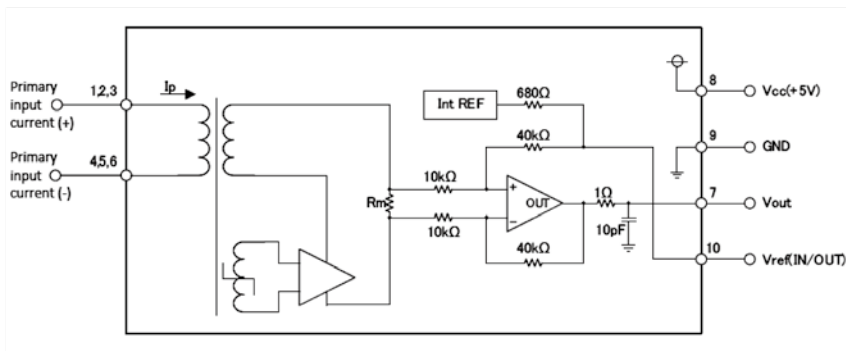 Primary
input
current (+)
1,2,3
Ip
Primary
input
current (-)
4,5,6
Int REF
680Ω
40kΩ
10kΩ
Rm
10kΩ
+
OUT
−
40kΩ
1Ω
10pF
8
Vcc(+5V)
9
GND
7
Vout
10
Vref(IN/OUT)